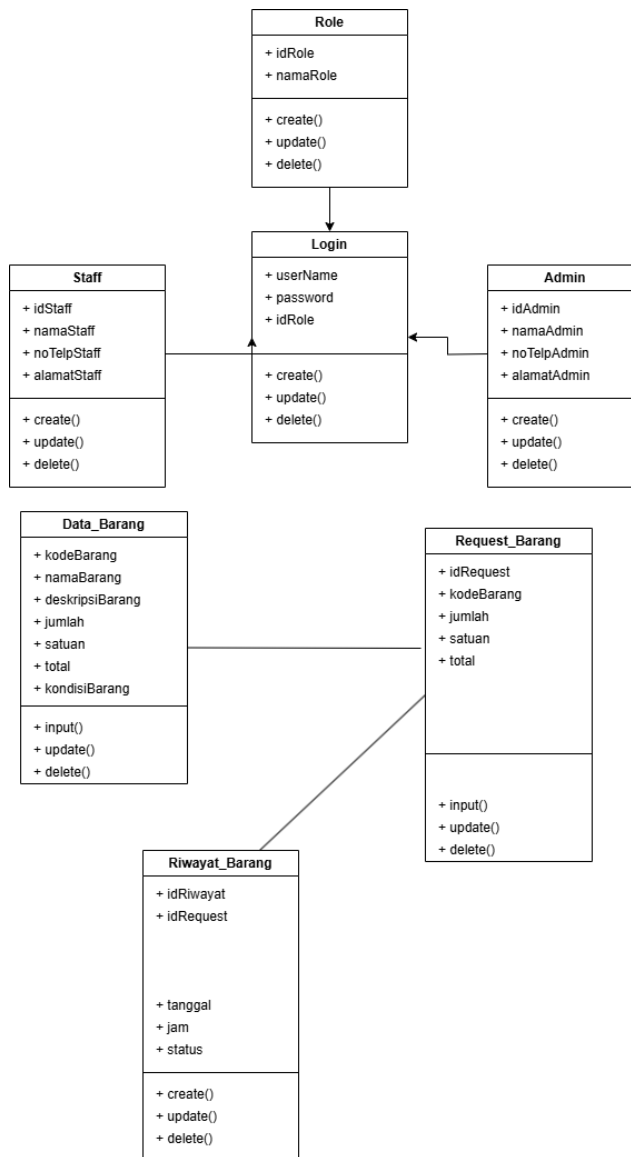 Role
+ idRole
+ namaRole
+ create()
+ update()
+ delete()
Login
+ userName
+ password
+ idRole
+ create()
+ update()
+ delete()
Staff
+ idStaff
+ namaStaff
+ noTelpStaff
+ alamatStaff
+ create()
+ update()
+ delete()
Admin
+ idAdmin
+ namaAdmin
+ noTelpAdmin
+ alamatAdmin
+ create()
+ update()
+ delete()
Data_Barang
+ kodeBarang
+ namaBarang
+ deskripsiBarang
+ jumlah
+ satuan
+ total
+ kondisiBarang
+ input()
+ update()
+ delete()
Request_Barang
+ idRequest
+ kodeBarang
+ jumlah
+ satuan
+ total
+ input()
+ update()
+ delete()
Riwayat_Barang
+ idRiwayat
+ idRequest
+ tanggal
+ jam
+ status
+ create()
+ update()
+ delete()